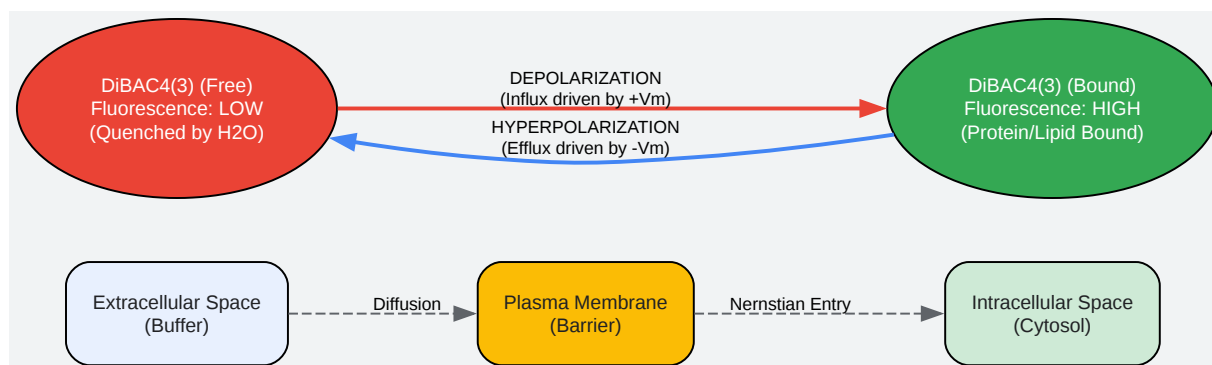 DiBAC4(3) (Free)
Fluorescence: LOW
(Quenched by H2O)
DEPOLARIZATION
(Influx driven by +Vm)
HYPERPOLARIZATION
(Efflux driven by -Vm)
DiBAC4(3) (Bound)
Fluorescence: HIGH
(Protein/Lipid Bound)
Extracellular Space
(Buffer)
Diffusion
Plasma Membrane
(Barrier)
Nernstian Entry
Intracellular Space
(Cytosol)